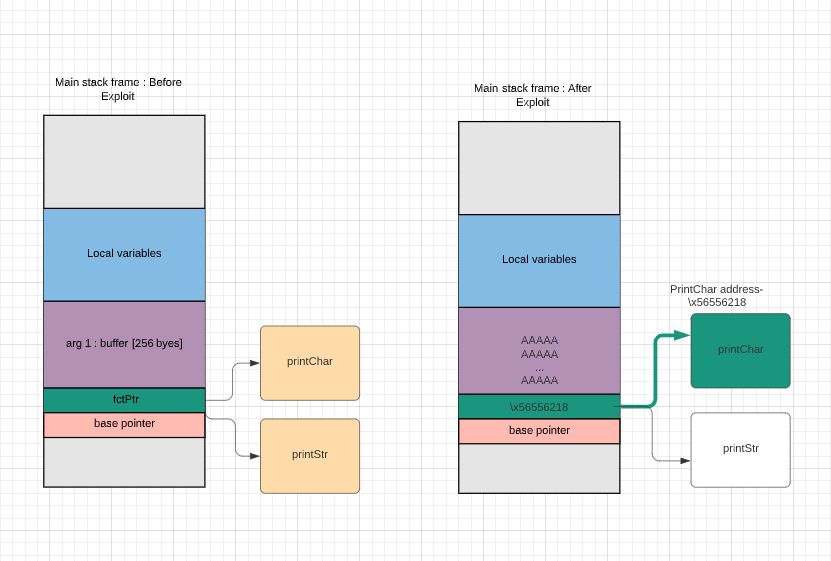 Main stack frame : Before
Exploit
Local variables
arg 1 : buffer [256 byes]
fctPtr
base pointer
printChar
printStr
Main stack frame : After
Exploit
Local variables
AAAAA
AAAAA
...
AAAAA
\x56556218
base pointer
PrintChar address-
\x56556218
printChar
printStr